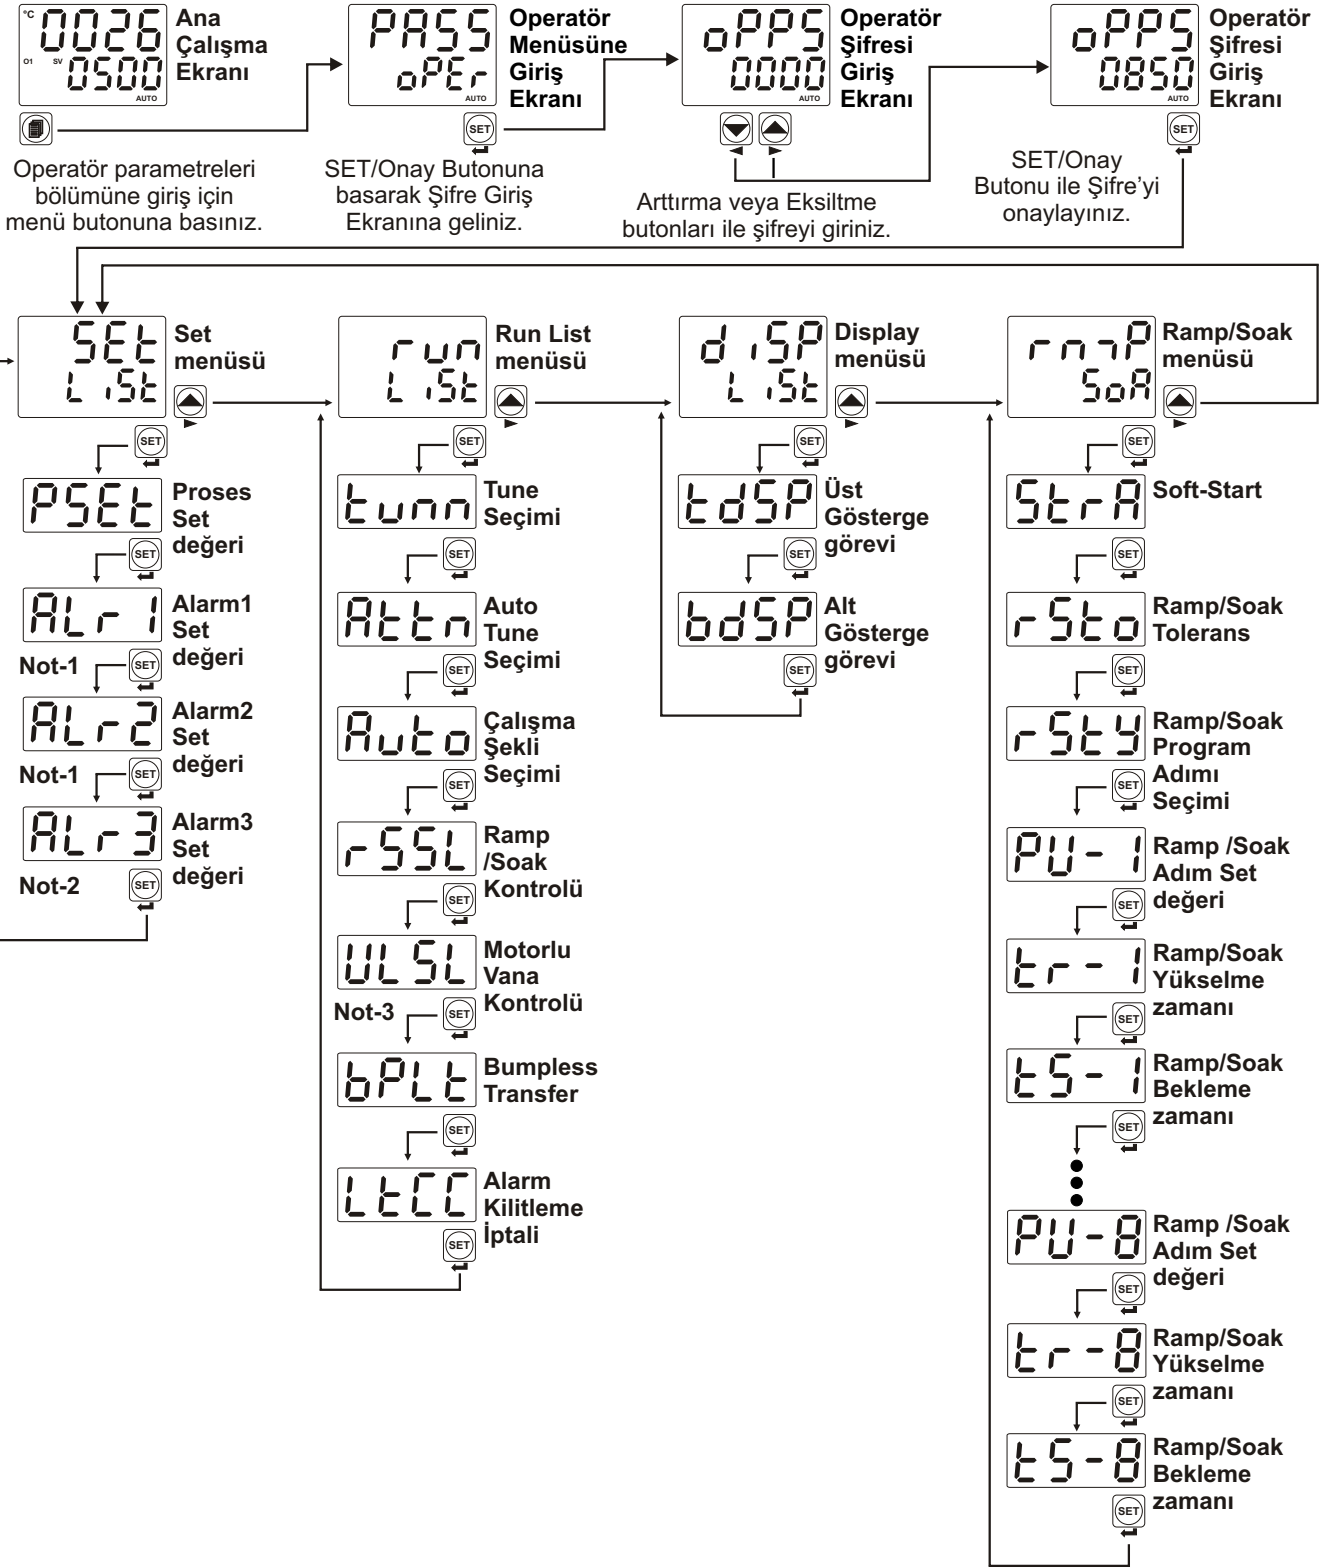 °C
0026
O1 SV
0500
AUTO
Ana
Çalışma
Ekranı
Operatör parametreleri
bölümüne giriş için
menü butonuna basınız.
PASS
oPEr
AUTO
Operatör
Menüsüne
Giriş
Ekranı
SET
SET/Onay Butonuna
basarak Şifre Giriş
Ekranına geliniz.
oPPS
0000
AUTO
Operatör
Şifresi
Giriş
Ekranı
Arttırma veya Eksiltme
butonları ile şifreyi giriniz.
oPPS
0850
AUTO
Operatör
Şifresi
Giriş
Ekranı
SET
SET/Onay
Butonu ile Şifre'yi
onaylayınız.
SEt
LiSt
Set
menüsü
SET
PSEt
Proses
Set
değeri
SET
ALr1
Alarm1
Set
değeri
Not-1
SET
ALr2
Alarm2
Set
değeri
Not-1
SET
ALr3
Alarm3
Set
değeri
Not-2
SET
run
LiSt
Run List
menüsü
SET
tunn
Tune
Seçimi
SET
Attn
Auto
Tune
Seçimi
SET
Auto
Çalışma
Şekli
Seçimi
SET
rSSL
Ramp
/Soak
Kontrolü
SET
ULSL
Motorlu
Vana
Kontrolü
Not-3
SET
bPLt
Bumpless
Transfer
SET
LtCC
Alarm
Kilitleme
İptali
SET
diSP
LiSt
Display
menüsü
SET
tdSP
Üst
Gösterge
görevi
SET
bdSP
Alt
Gösterge
görevi
SET
rmP
SoA
Ramp/Soak
menüsü
SET
StrA
Soft-Start
SET
rSto
Ramp/Soak
Tolerans
SET
rStY
Ramp/Soak
Program
Adımı
Seçimi
SET
PU-1
Ramp /Soak
Adım Set
değeri
SET
tr-1
Ramp/Soak
Yükselme
zamanı
SET
tS-1
Ramp/Soak
Bekleme
zamanı
SET
PU-8
Ramp /Soak
Adım Set
değeri
SET
tr-8
Ramp/Soak
Yükselme
zamanı
SET
tS-8
Ramp/Soak
Bekleme
zamanı
SET